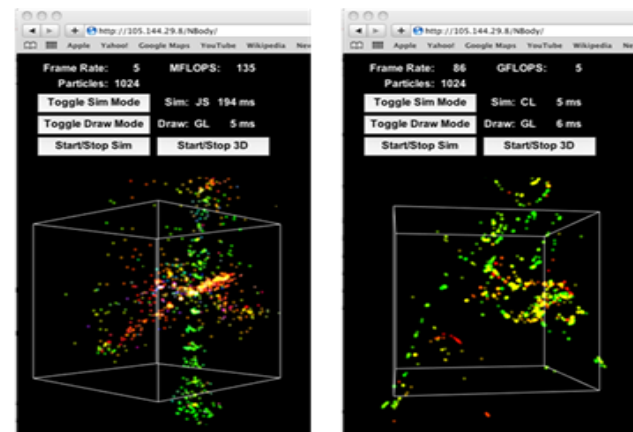 http://105.144.29.8/NBody/
Apple Yahoo! Google Maps YouTube Wikipedia
Frame Rate: 5 MFLOPS: 135
Particles: 1024
Toggle Sim Mode Sim: JS 194 ms
Toggle Draw Mode Draw: GL 5 ms
Start/Stop Sim Start/Stop 3D
http://105.144.29.8/NBody/
Apple Yahoo! Google Maps YouTube Wikipedia
Frame Rate: 86 GFLOPS: 5
Particles: 1024
Toggle Sim Mode Sim: CL 5 ms
Toggle Draw Mode Draw: GL 6 ms
Start/Stop Sim Start/Stop 3D